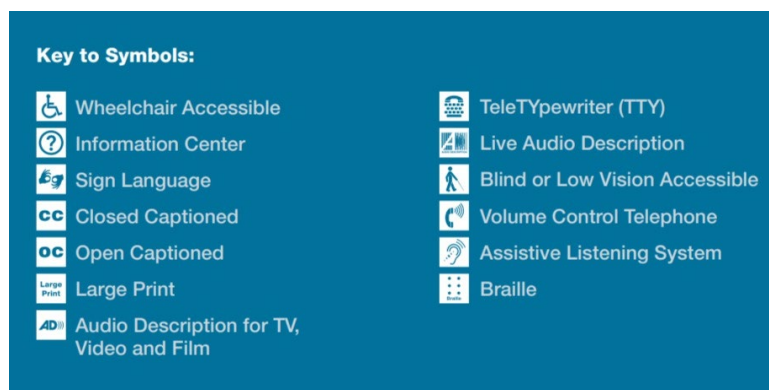 Key to Symbols:
Wheelchair Accessible
? Information Center
Sign Language
CC Closed Captioned
OC Open Captioned
Large
Print
Large Print
AD Audio Description for TV,
Video and Film
TeleTYpewriter (TTY)
Live Audio Description
Blind or Low Vision Accessible
Volume Control Telephone
Assistive Listening System
Braille
Braille